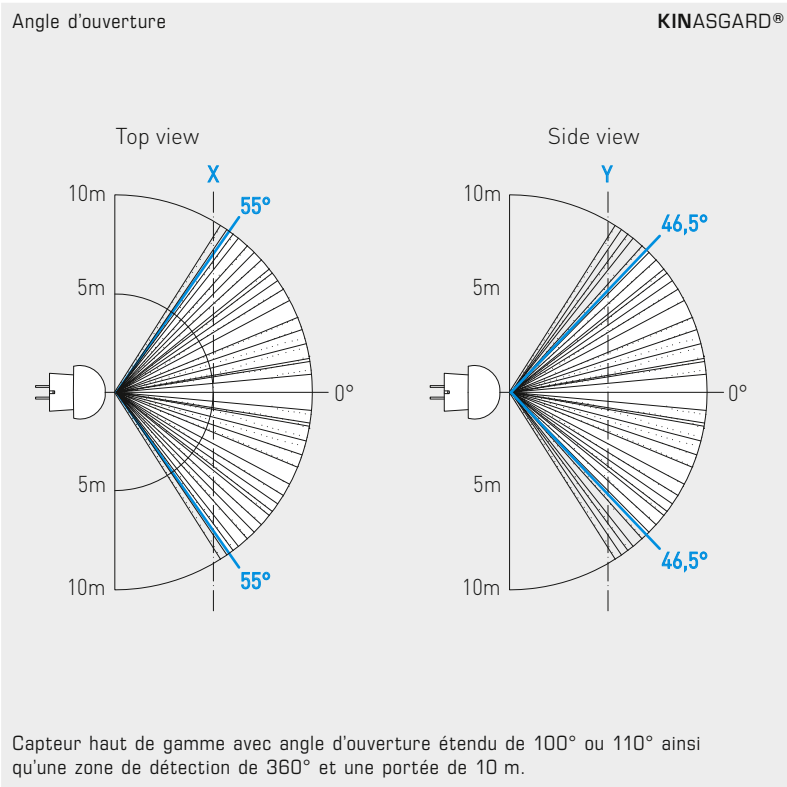 Angle d'ouverture
KINASGARD®
Top view
X
10m
55°
5m
0°
5m
55°
10m
Side view
Y
10m
46,5°
5m
0°
5m
46,5°
10m
Capteur haut de gamme avec angle d'ouverture étendu de 100° ou 110° ainsi
qu'une zone de détection de 360° et une portée de 10 m.